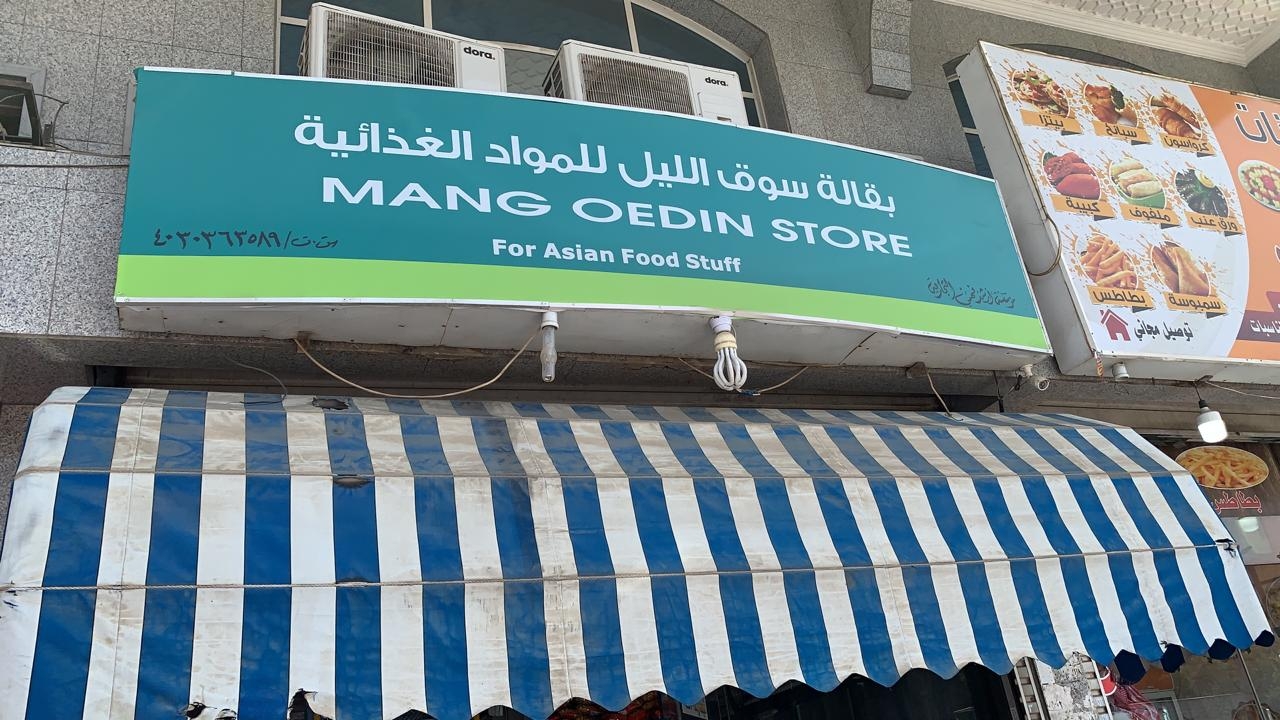 dora.
dora.
بقالة سوق الليل للمواد الغذائية
MANG OEDIN STORE
For Asian Food Stuff
س.ت/٤٠٣٠٣٦٣٥٨٩
بيتزا
سبانخ
كرواسون
كبيبة
ملفوف
ورق عنب
بطاطس
سمبوسة
توصيل مجاني
بطاطس